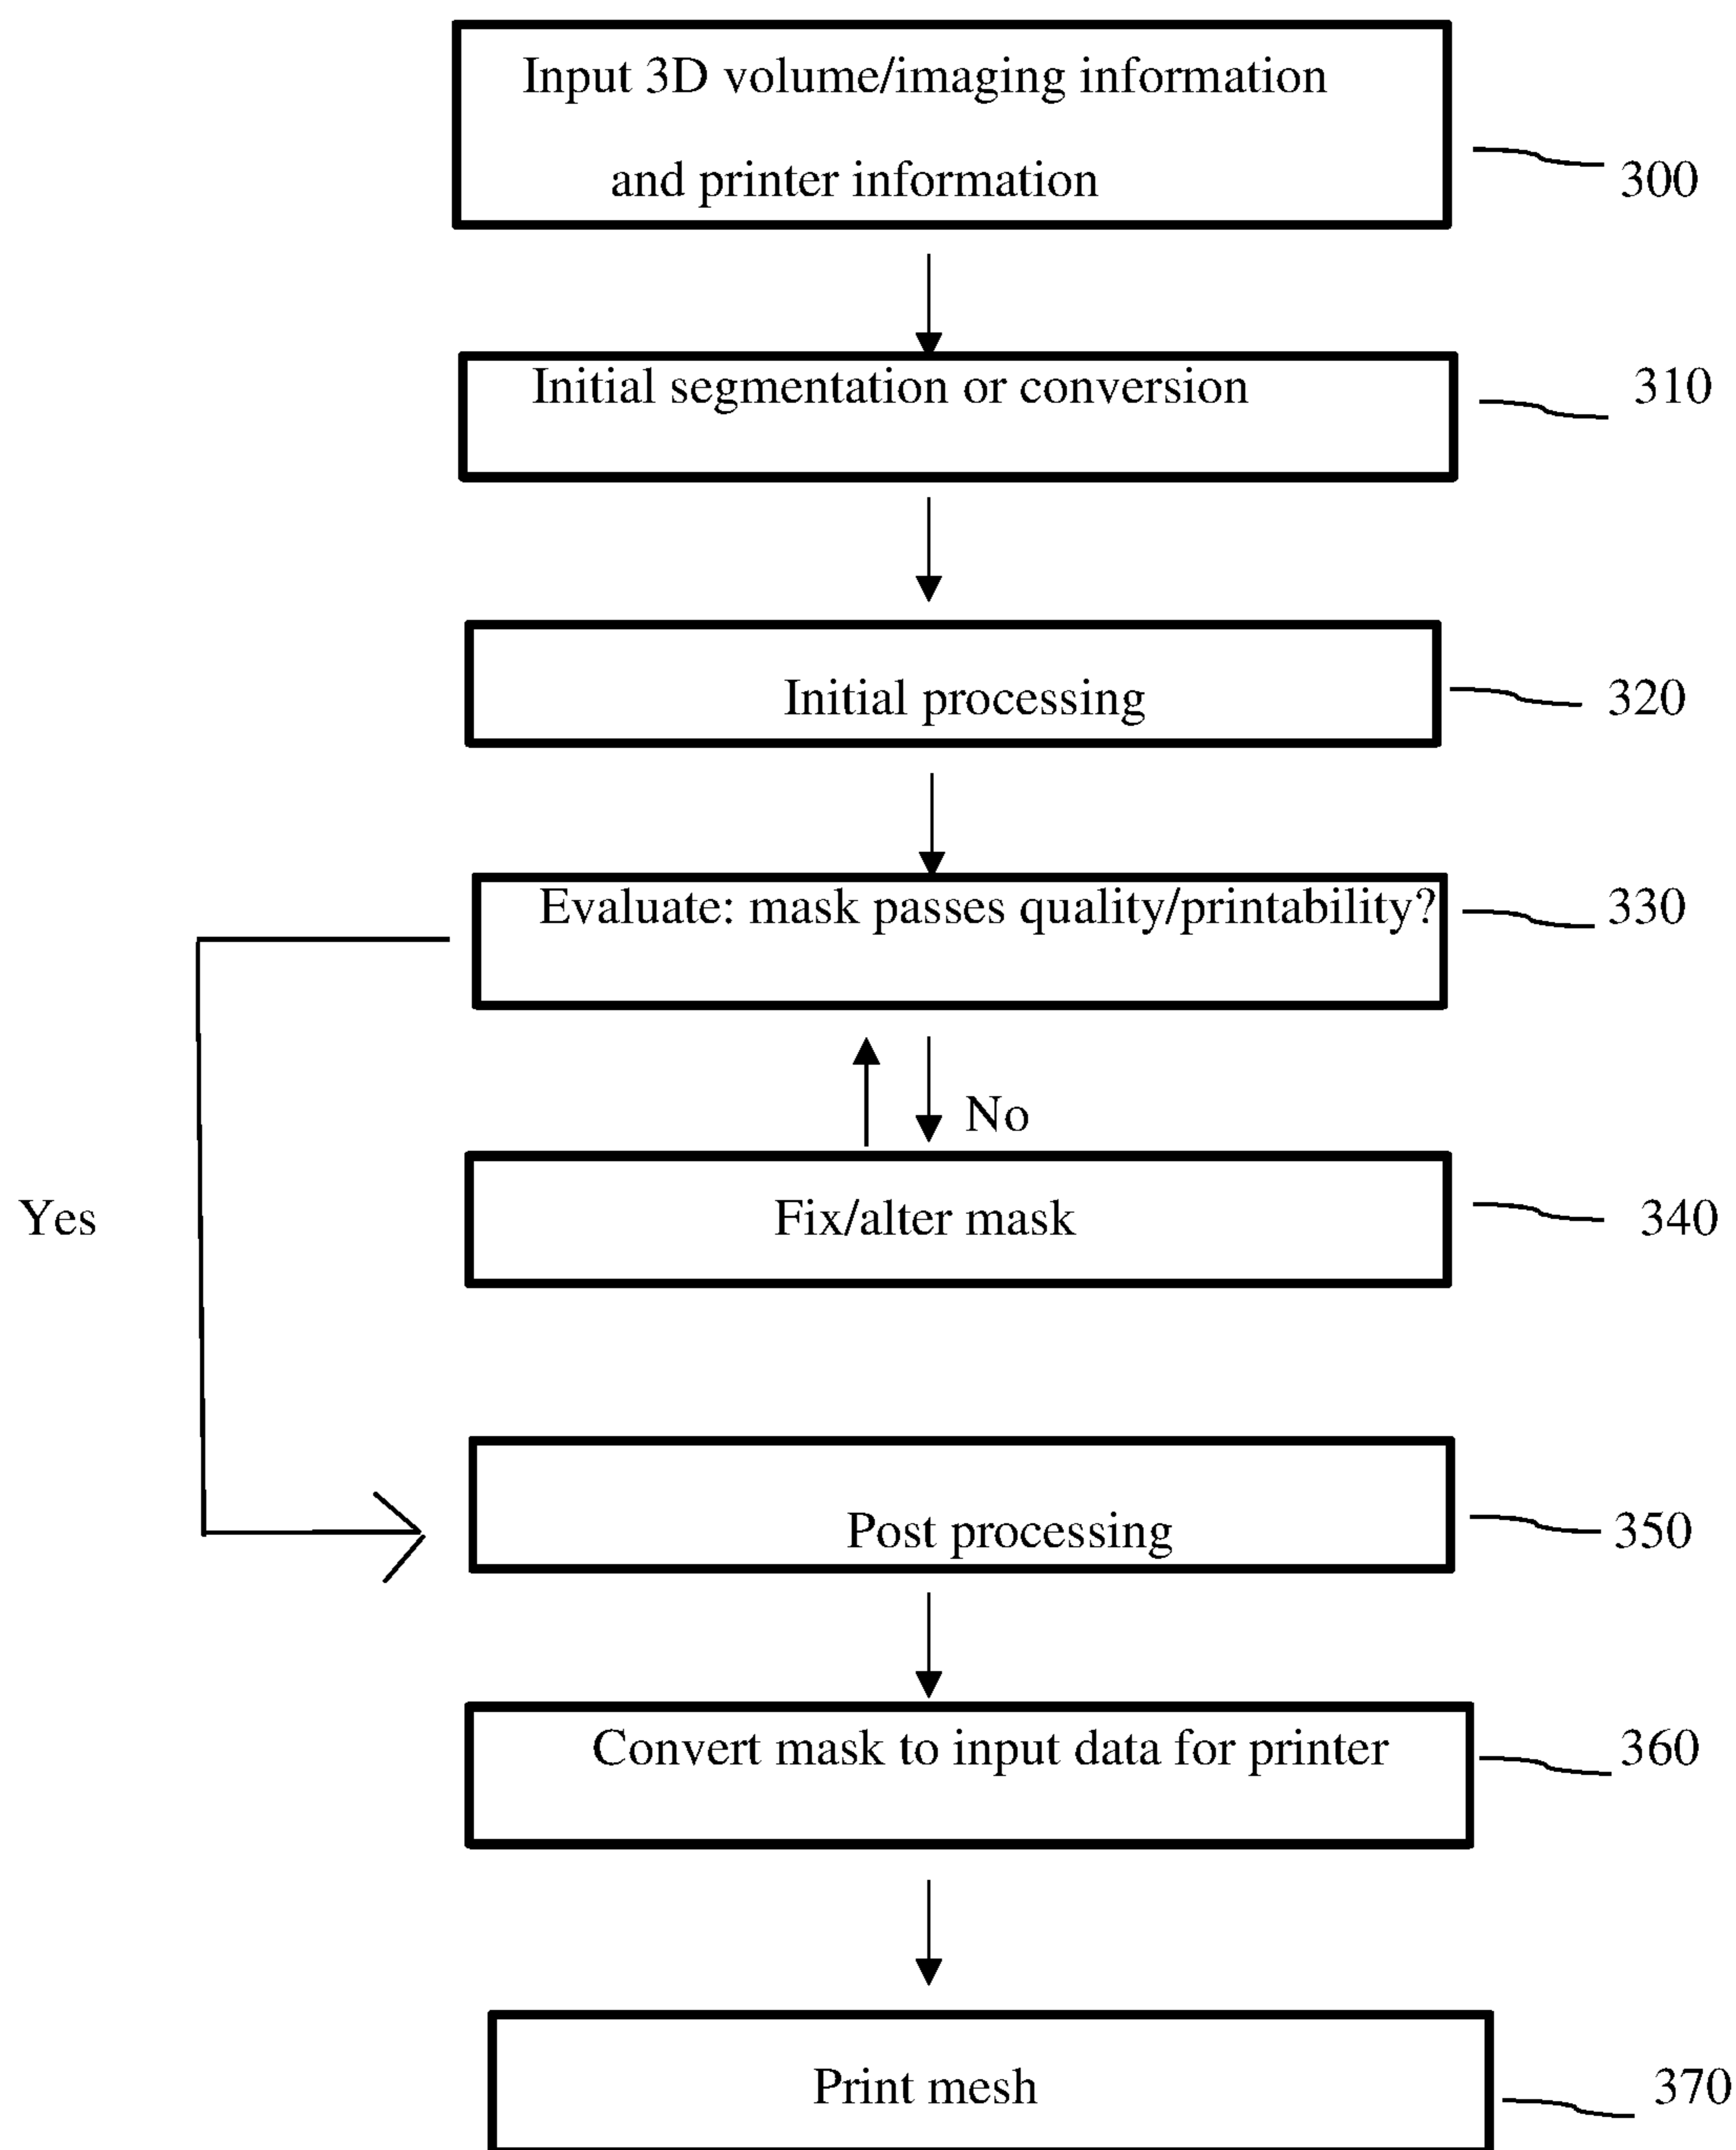 Input 3D volume/imaging information
and printer information
300
Initial segmentation or conversion
310
Initial processing
320
Evaluate: mask passes quality/printability?
330
No
Fix/alter mask
340
Yes
Post processing
350
Convert mask to input data for printer
360
Print mesh
370